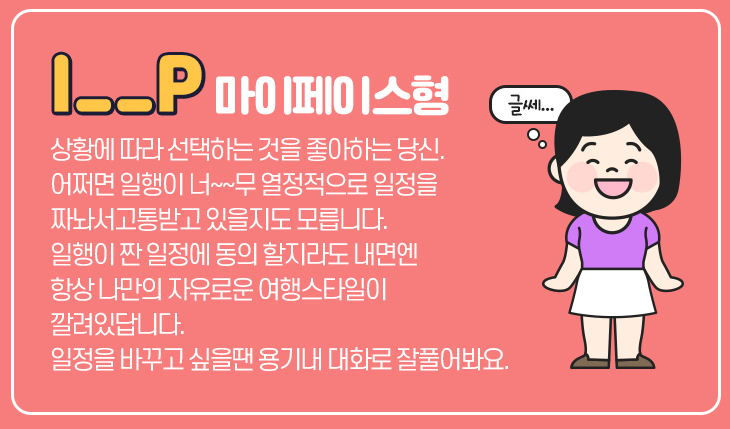 I__P 마이페이스형
글쎄...
상황에 따라 선택하는 것을 좋아하는 당신.
어쩌면 일행이 너~~무 열정적으로 일정을
짜놔서고통받고 있을지도 모릅니다.
일행이 짠 일정에 동의 할지라도 내면엔
항상 나만의 자유로운 여행스타일이
깔려있답니다.
일정을 바꾸고 싶을땐 용기내 대화로 잘풀어봐요.